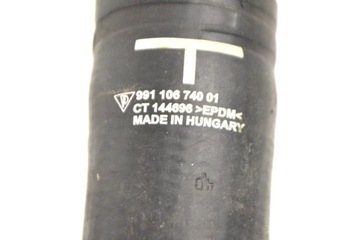 991 106 740 01
CT 144696 >EPDM<
MADE IN HUNGARY